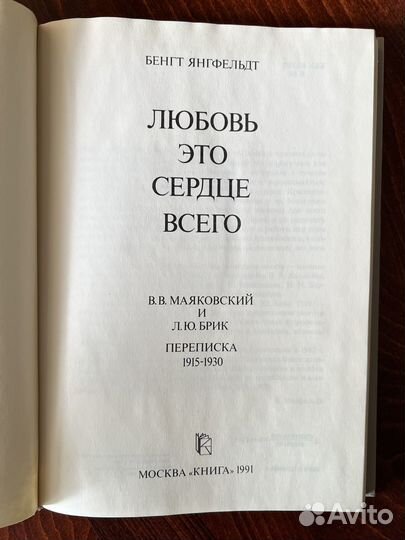 БЕНГТ ЯНГФЕЛЬДТ
ЛЮБОВЬ
ЭТО
СЕРДЦЕ
ВСЕГО
В.В. МАЯКОВСКИЙ
И
Л.Ю. БРИК
ПЕРЕПИСКА
1915-1930
МОСКВА «КНИГА» 1991
Avito